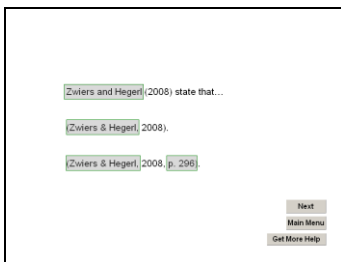 Zwiers and Hegerl (2008) state that…
(Zwiers & Hegerl, 2008).
(Zwiers & Hegerl, 2008, p. 296).
Next
Main Menu
Get More Help